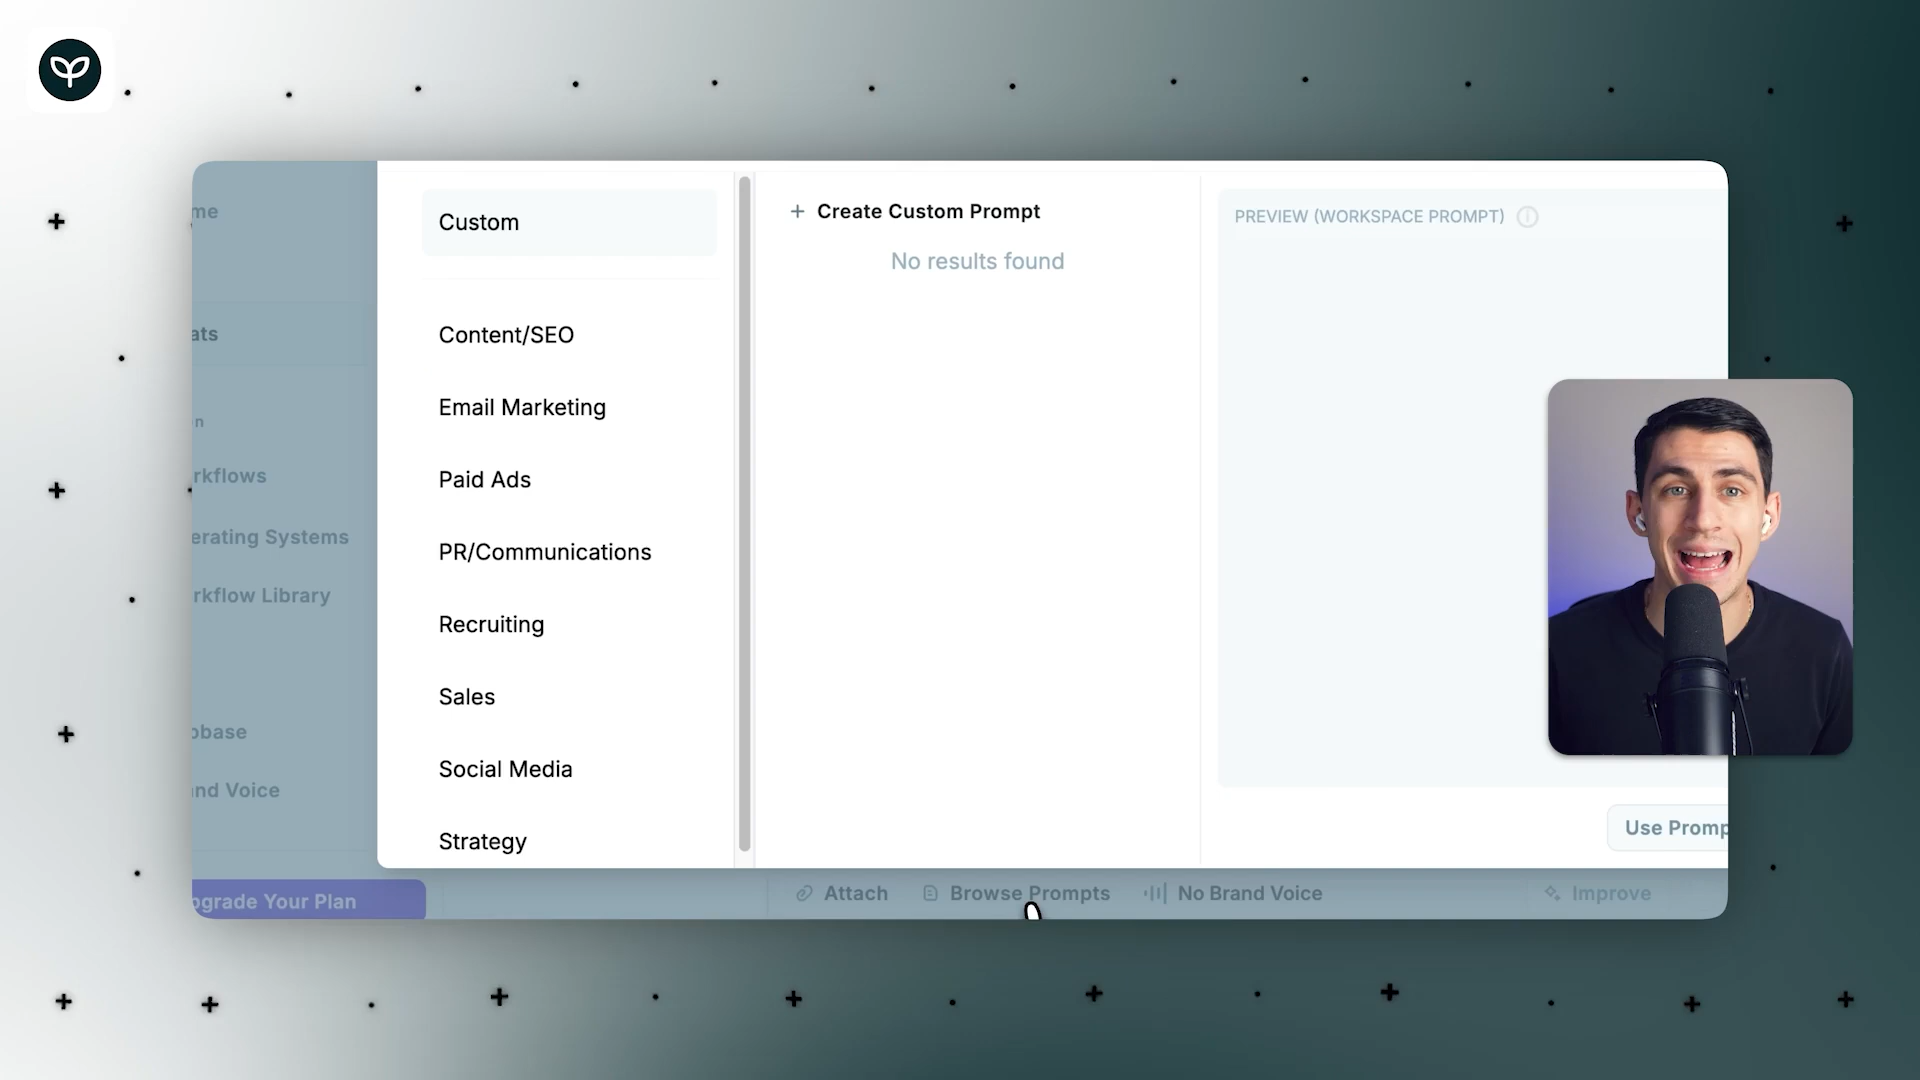 me
ats
n
rkflows
erating Systems
rkflow Library
obase
nd Voice
ograde Your Plan
Custom
Content/SEO
Email Marketing
Paid Ads
PR/Communications
Recruiting
Sales
Social Media
Strategy
+ Create Custom Prompt
No results found
PREVIEW (WORKSPACE PROMPT)
Use Promp
Attach
Browse Prompts
No Brand Voice
Improve